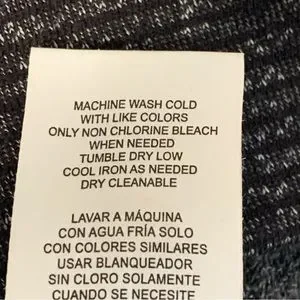 MACHINE WASH COLD
WITH LIKE COLORS
ONLY NON CHLORINE BLEACH
WHEN NEEDED
TUMBLE DRY LOW
COOL IRON AS NEEDED
DRY CLEANABLE
LAVAR A MÁQUINA
CON AGUA FRÍA SOLO
CON COLORES SIMILARES
USAR BLANQUEADOR
SIN CLORO SOLAMENTE
CUANDO SE NECESITE